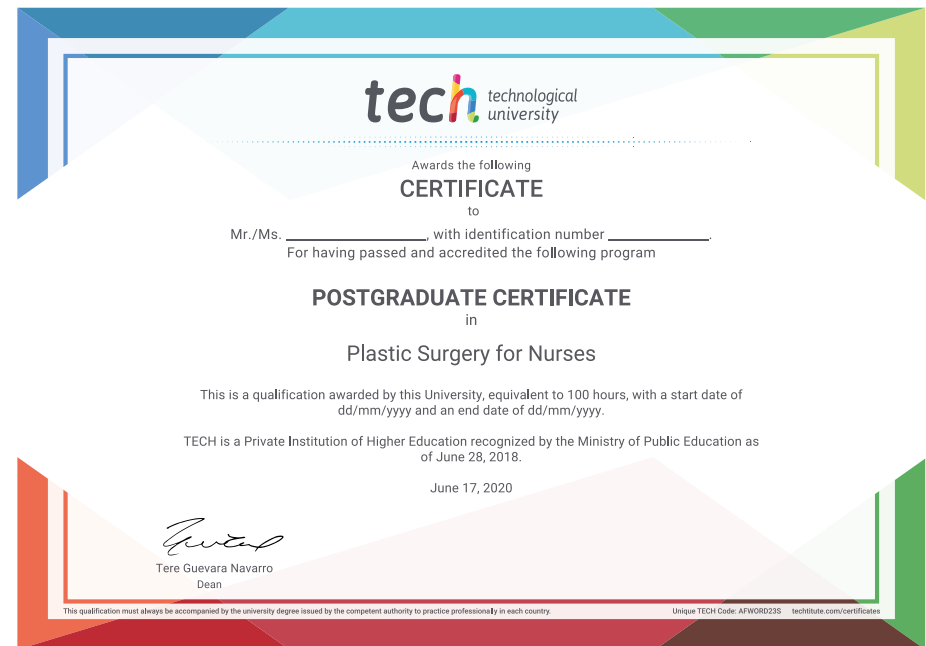 tech technological
university
Awards the following
CERTIFICATE
to
Mr./Ms. ____________________, with identification number ______________.
For having passed and accredited the following program
POSTGRADUATE CERTIFICATE
in
Plastic Surgery for Nurses
This is a qualification awarded by this University, equivalent to 100 hours, with a start date of
dd/mm/yyyy and an end date of dd/mm/yyyy.
TECH is a Private Institution of Higher Education recognized by the Ministry of Public Education as
of June 28, 2018.
June 17, 2020
Tere Guevara Navarro
Dean
This qualification must always be accompanied by the university degree issued by the competent authority to practice professionally in each country.
Unique TECH Code: AFWORD23S techtitute.com/certificates